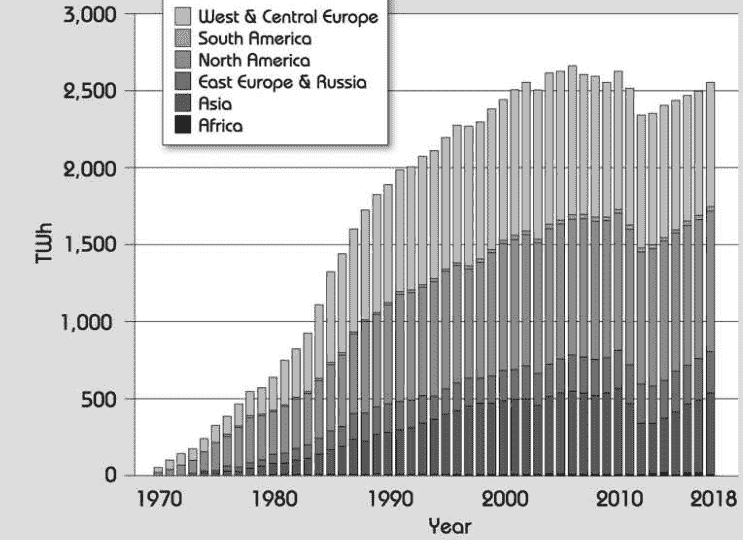 3,000
West & Central Europe
South America
North America
East Europe & Russia
Asia
Africa
2,500
2,000
1,500
1,000
500
0
TWh
1970 1980 1990 2000 2010 2018
Year